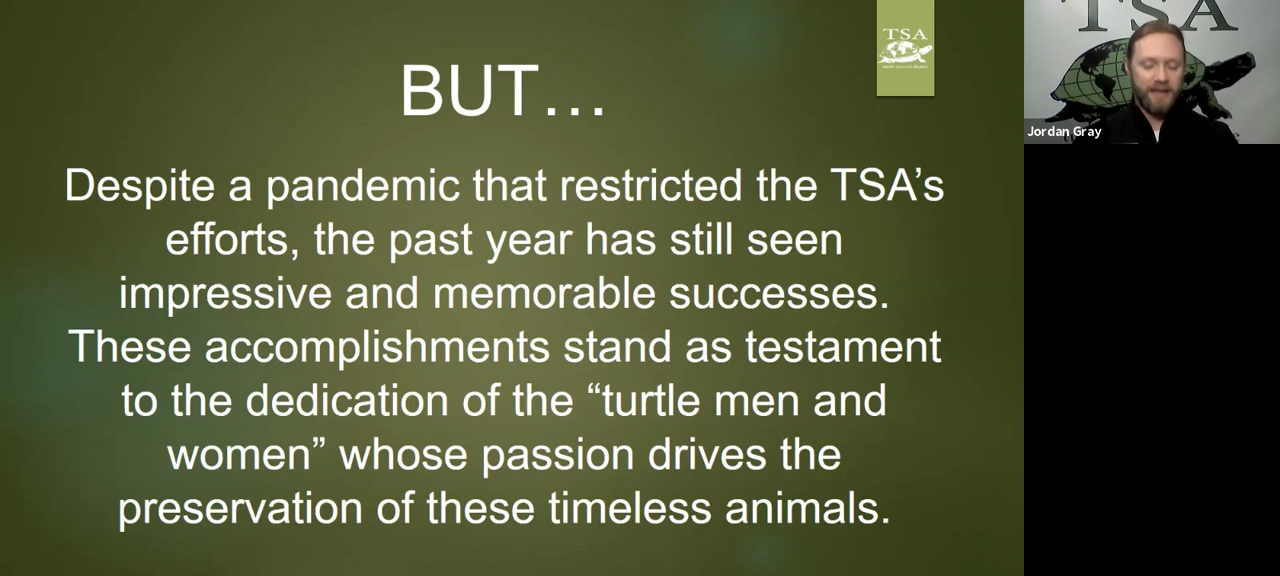 TSA
BUT…
Despite a pandemic that restricted the TSA’s
efforts, the past year has still seen
impressive and memorable successes.
These accomplishments stand as testament
to the dedication of the “turtle men and
women” whose passion drives the
preservation of these timeless animals.
TSA
Jordan Gray